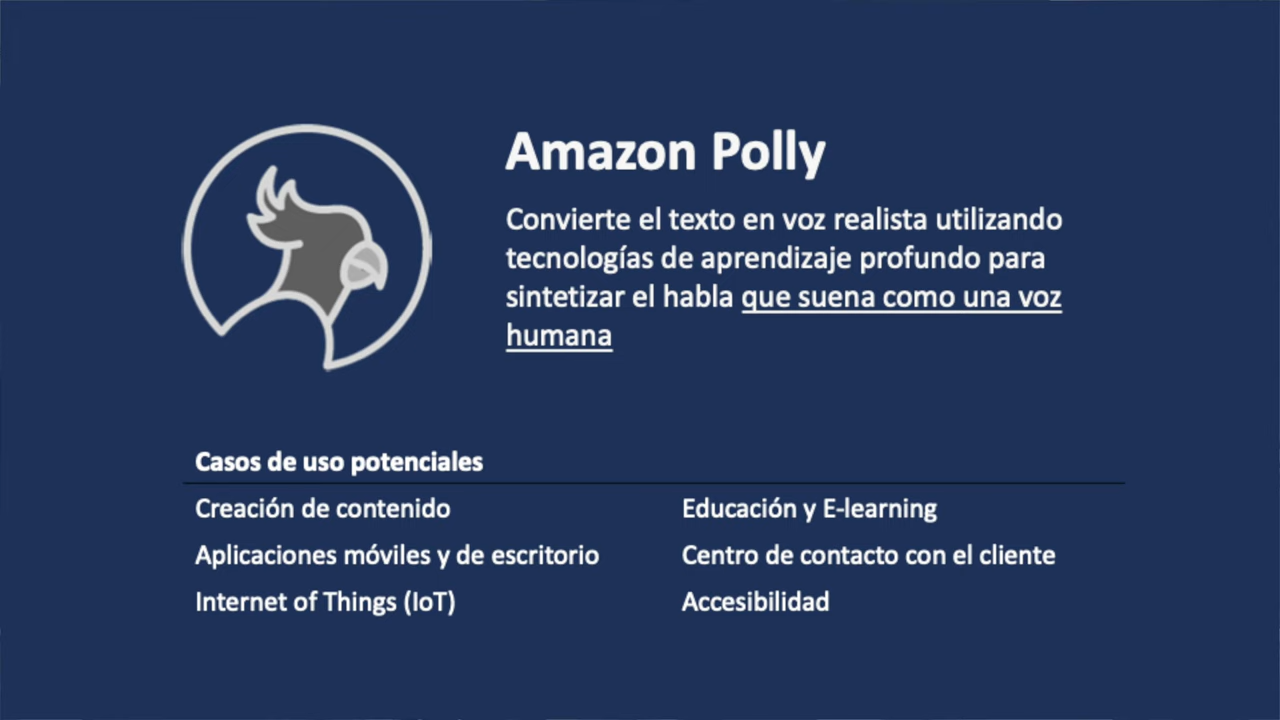 Amazon Polly
Convierte el texto en voz realista utilizando
tecnologías de aprendizaje profundo para
sintetizar el habla que suena como una voz
humana
Casos de uso potenciales
Creación de contenido
Educación y E-learning
Aplicaciones móviles y de escritorio
Centro de contacto con el cliente
Internet of Things (IoT)
Accesibilidad